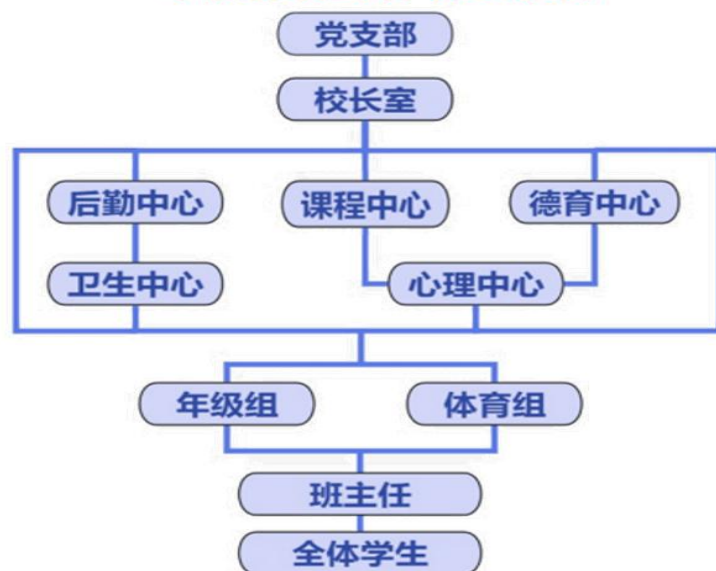 党支部
校长室
后勤中心
课程中心
德育中心
卫生中心
心理中心
年级组
体育组
班主任
全体学生